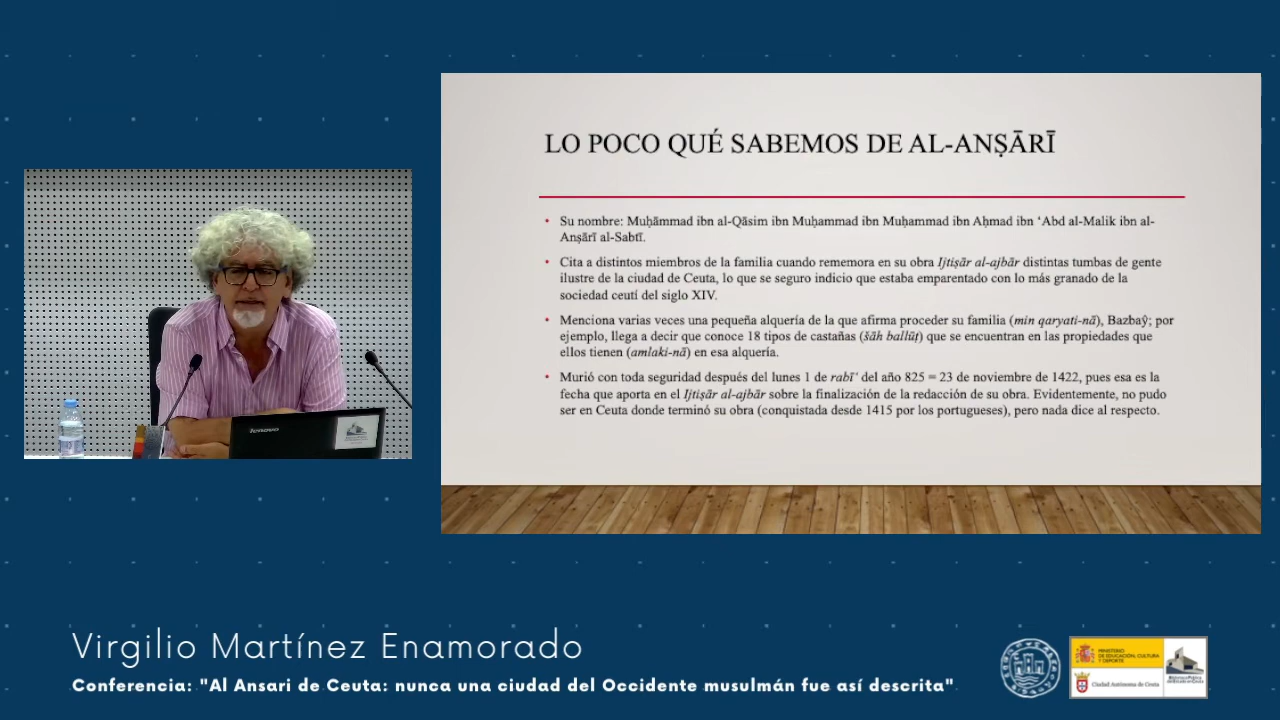 LO POCO QUÉ SABEMOS DE AL-ANṢĀRĪ
• Su nombre: Muḥāmmad ibn al-Qāsim ibn Muḥammad ibn Muḥammad ibn Aḥmad ibn ‘Abd al-Malik ibn al-
Anṣārī al-Sabtī.
• Cita a distintos miembros de la familia cuando rememora en su obra Ijtiṣār al-ajbār distintas tumbas de gente
ilustre de la ciudad de Ceuta, lo que se seguro indicio que estaba emparentado con lo más granado de la
sociedad ceutí del siglo XIV.
• Menciona varias veces una pequeña alquería de la que afirma proceder su familia (min qaryati-nā), Bazbaŷ; por
ejemplo, llega a decir que conoce 18 tipos de castañas (šāh ballūṭ) que se encuentran en las propiedades que
ellos tienen (amlaki-nā) en esa alquería.
• Murió con toda seguridad después del lunes 1 de rabī‘ del año 825 = 23 de noviembre de 1422, pues esa es la
fecha que aporta en el Ijtiṣār al-ajbār sobre la finalización de la redacción de su obra. Evidentemente, no pudo
ser en Ceuta donde terminó su obra (conquistada desde 1415 por los portugueses), pero nada dice al respecto.
lenovo
Virgilio Martínez Enamorado
Conferencia: "Al Ansari de Ceuta: nunca una ciudad del Occidente musulmán fue así descrita"
MINISTERIO
DE EDUCACIÓN, CULTURA
Y DEPORTE
Ciudad Autónoma de Ceuta